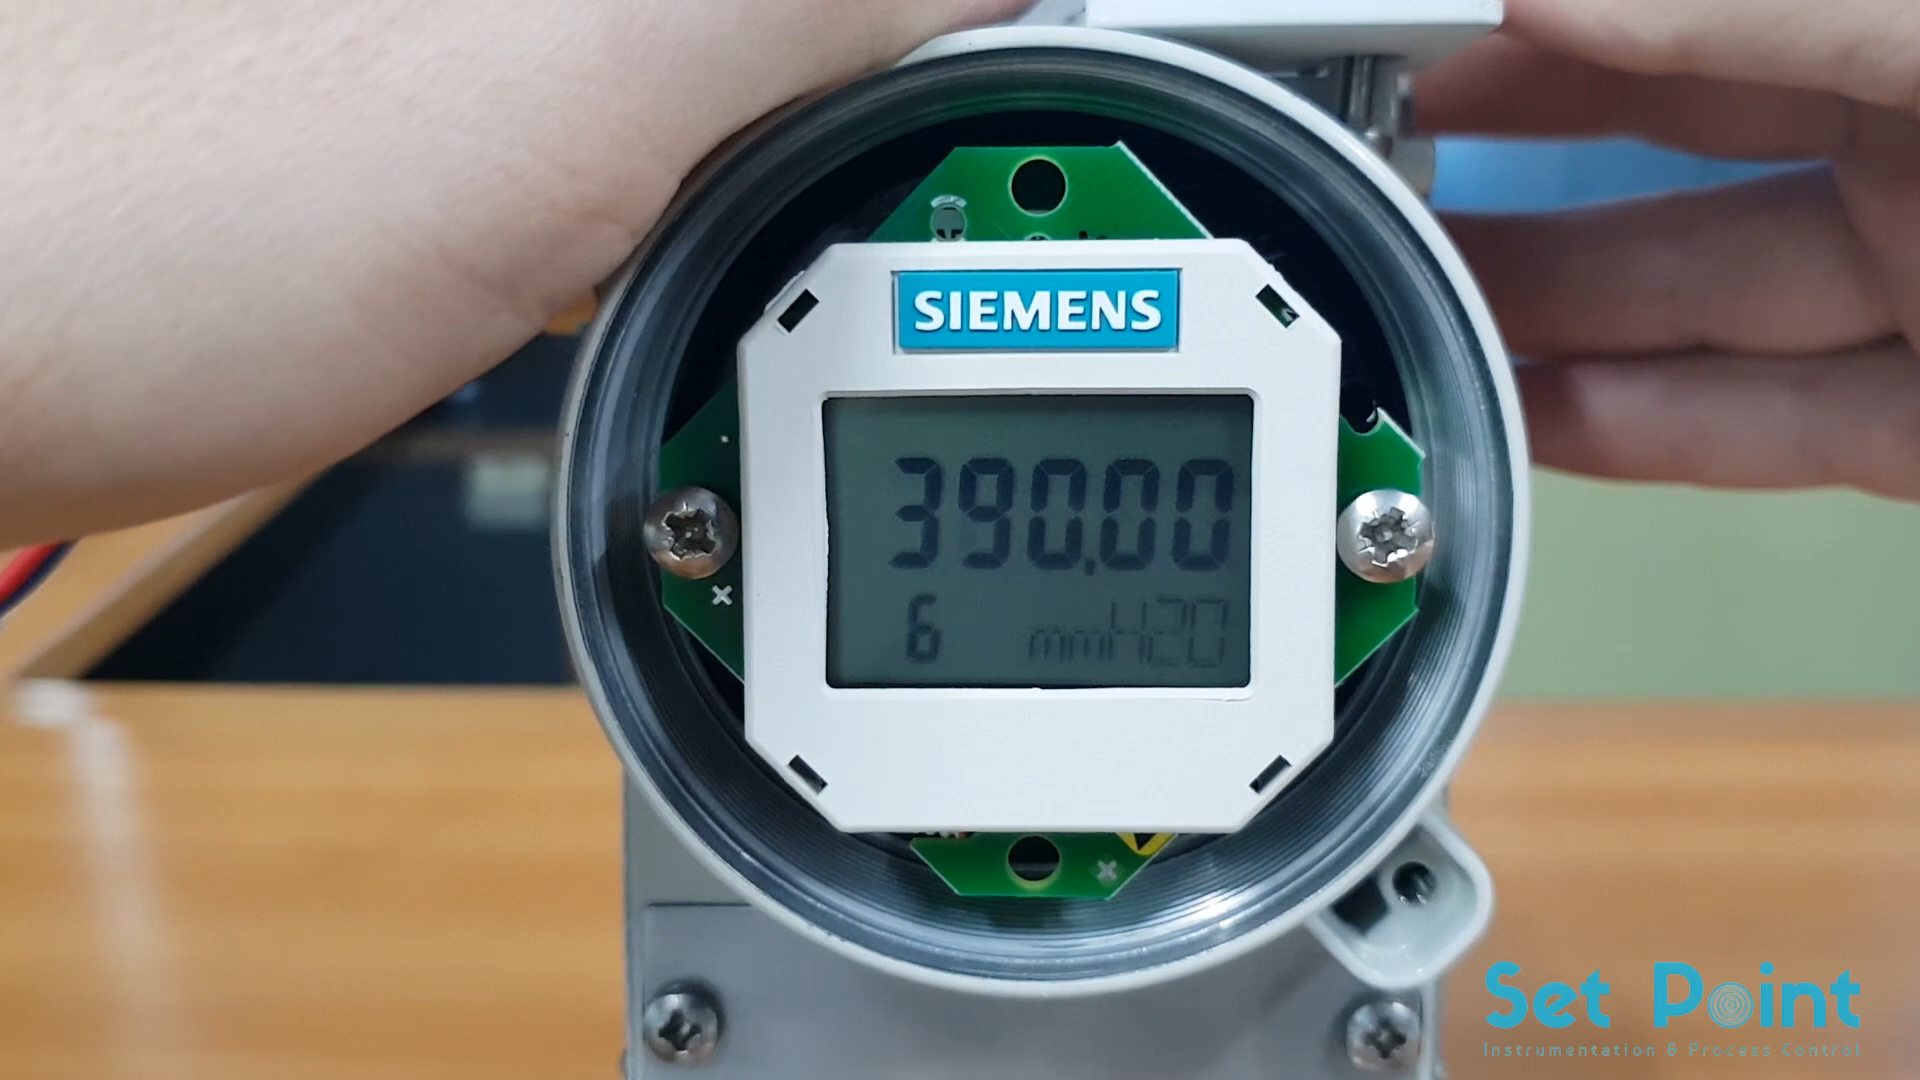 SIEMENS
390.00
6 mmH2O
Set Point
Instrumentation & Process Control